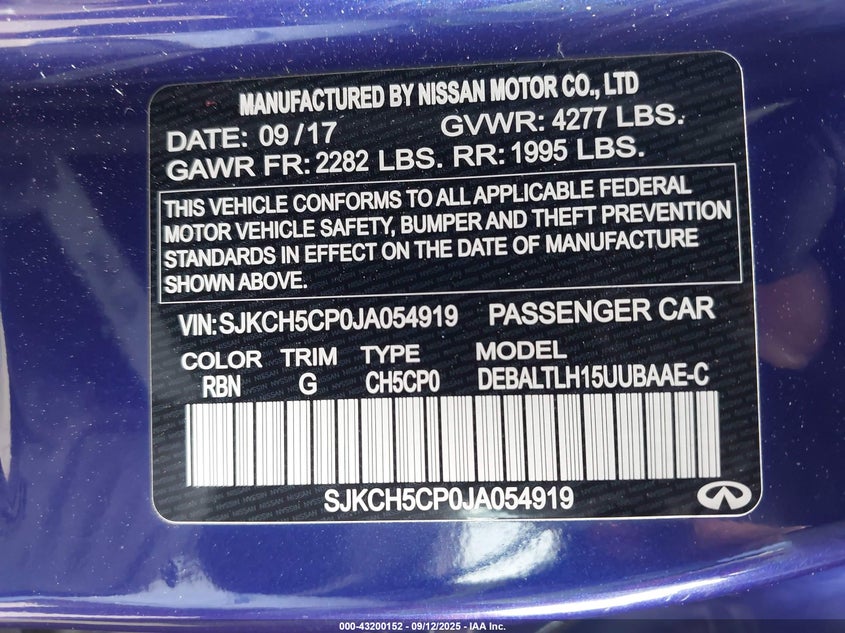 MANUFACTURED BY NISSAN MOTOR CO., LTD
DATE: 09/17 GVWR: 4277 LBS.
GAWR FR: 2282 LBS. RR: 1995 LBS.
THIS VEHICLE CONFORMS TO ALL APPLICABLE FEDERAL
MOTOR VEHICLE SAFETY, BUMPER AND THEFT PREVENTION
STANDARDS IN EFFECT ON THE DATE OF MANUFACTURE
SHOWN ABOVE.
VIN:SJKCH5CP0JA054919 PASSENGER CAR
COLOR TRIM TYPE MODEL
RBN G CH5CP0 DEBALTLH15UUBAAE-C
SJKCH5CP0JA054919
000-43200152 - 09/12/2025 - IAA Inc.